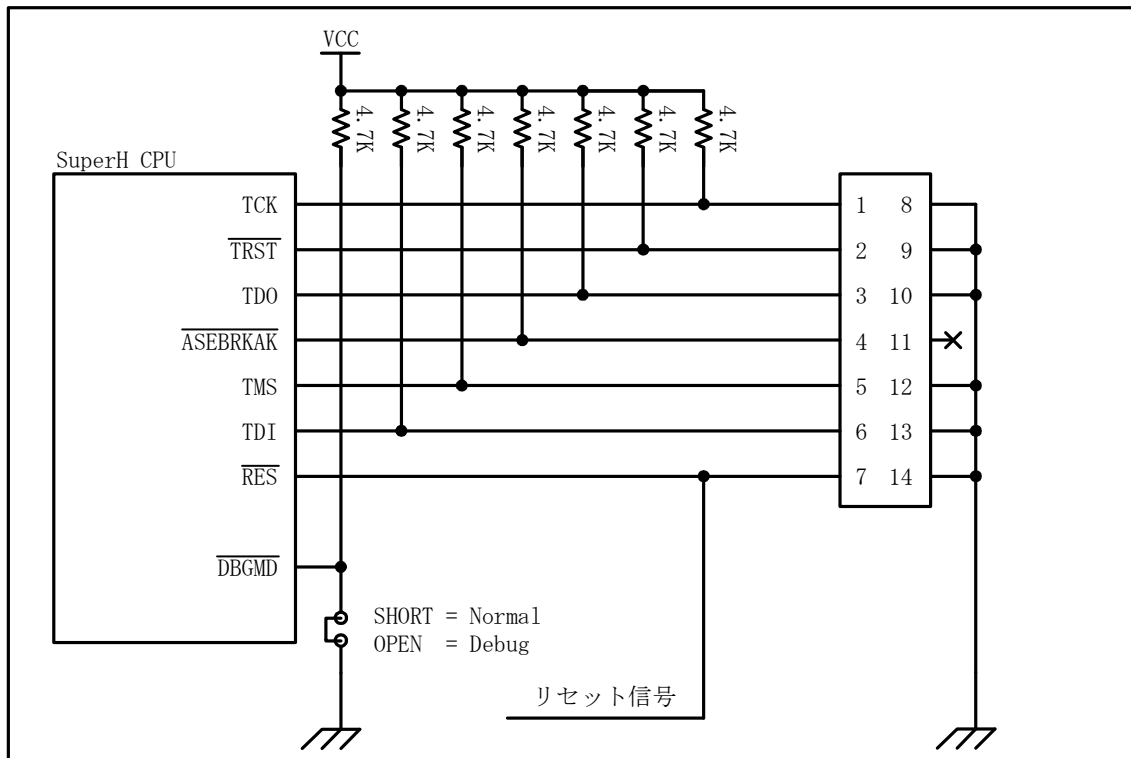 VCC
4.7K 4.7K 4.7K 4.7K 4.7K 4.7K 4.7K
SuperH CPU
TCK 1 8
TRST 2 9
TDO 3 10
ASEBRKAK 4 11
TMS 5 12
TDI 6 13
RES 7 14
DBGMD
SHORT = Normal
OPEN = Debug
リセット信号